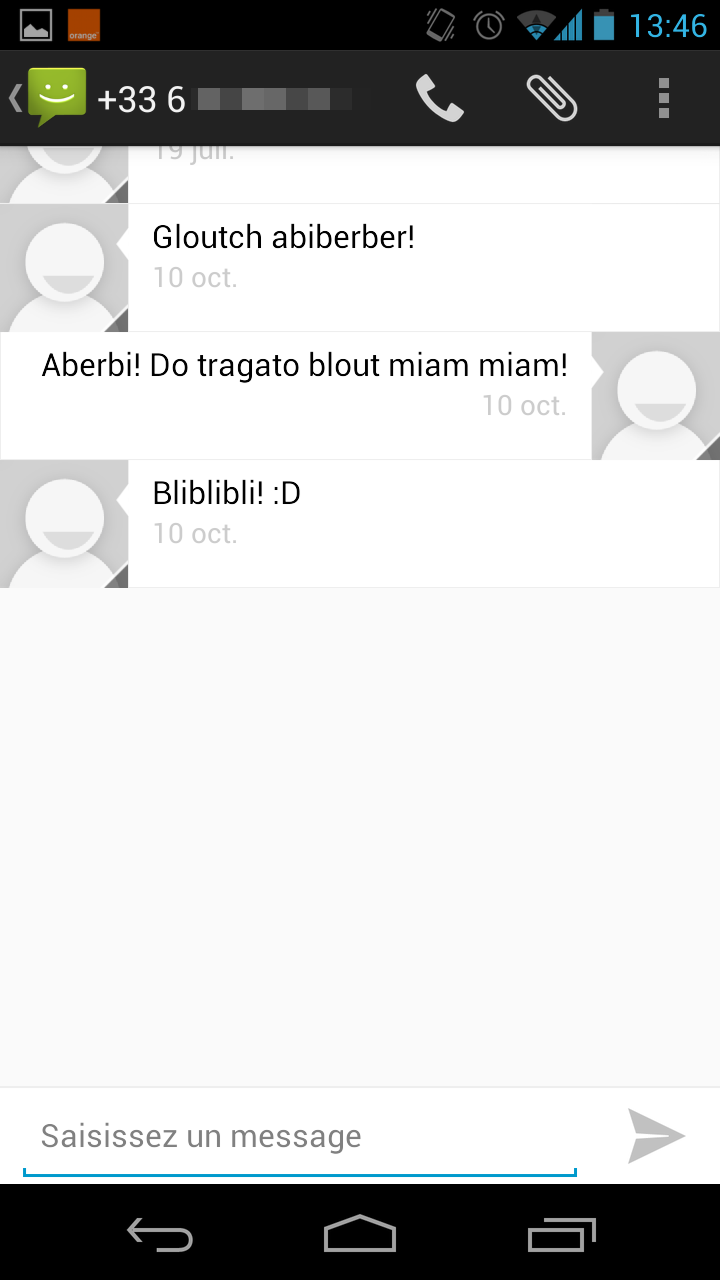 orange
13:46
+33 6
19 juil.
Gloutch abiberber!
10 oct.
Aberbi! Do tragato blout miam miam!
10 oct.
Bliblibli! :D
10 oct.
Saisissez un message